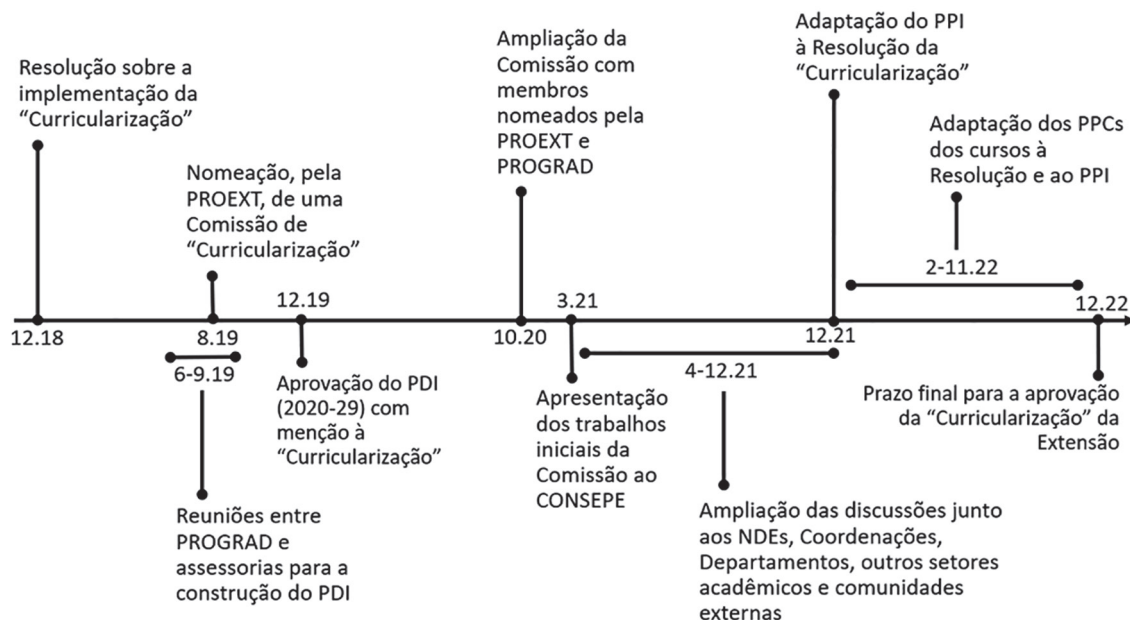 Resolução sobre a
implementação da
“Curricularização”
12.18
Nomeação, pela
PROEXT, de uma
Comissão de
“Curricularização”
8.19
6-9.19
Reuniões entre
PROGRAD e
assessorias para a
construção do PDI
12.19
Aprovação do PDI
(2020-29) com
menção à
“Curricularização”
Ampliação da
Comissão com
membros
nomeados pela
PROEXT e
PROGRAD
10.20
3.21
Apresentação
dos trabalhos
iniciais da
Comissão ao
CONSEPE
4-12.21
Ampliação das discussões junto
aos NDEs, Coordenações,
Departamentos, outros setores
acadêmicos e comunidades
externas
Adaptação do PPI
à Resolução da
“Curricularização”
12.21
Adaptação dos PPCs
dos cursos à
Resolução e ao PPI
2-11.22
12.22
Prazo final para a aprovação
da “Curricularização” da
Extensão